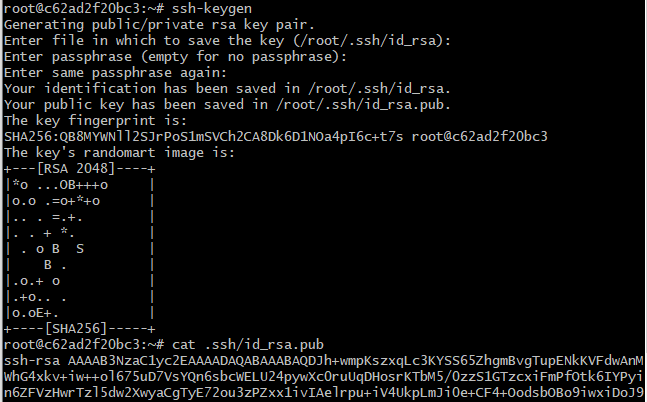 root@c62ad2f20bc3:~# ssh-keygen
Generating public/private rsa key pair.
Enter file in which to save the key (/root/.ssh/id_rsa):
Enter passphrase (empty for no passphrase):
Enter same passphrase again:
Your identification has been saved in /root/.ssh/id_rsa.
Your public key has been saved in /root/.ssh/id_rsa.pub.
The key fingerprint is:
SHA256:QB8MYWNll2SJrPoS1mSVCh2CA8Dk6D1NOa4pI6c+t7s root@c62ad2f20bc3
The key's randomart image is:
+---[RSA 2048]----+
|*o ...OB+++o     |
|o.o .=o+*+o      |
|.. . =.+.        |
|. . + *.         |
| . o B  S        |
|    B .          |
|.o.+ o           |
|.+o.. .          |
|o.oE+.           |
+----[SHA256]-----+
root@c62ad2f20bc3:~# cat .ssh/id_rsa.pub
ssh-rsa AAAAB3NzaC1yc2EAAAADAQABAAABAQDJh+wmpKszxqLc3KYSS65ZhgmBvgTupENkKVFdwAnM
WhG4xkv+iw++ol675uD7VsYQn6sbcWELU24pywXcOruUqDHosrKTbM5/OzzS1GTzcxiFmPfOtk6IYPyi
n6ZFVzHwrTzl5dw2XwyaCgTyE72ou3zPZxx1ivIAelrpu+iV4UkpLmJi0e+CF4+OodsbOBo9iwxiDoJ9